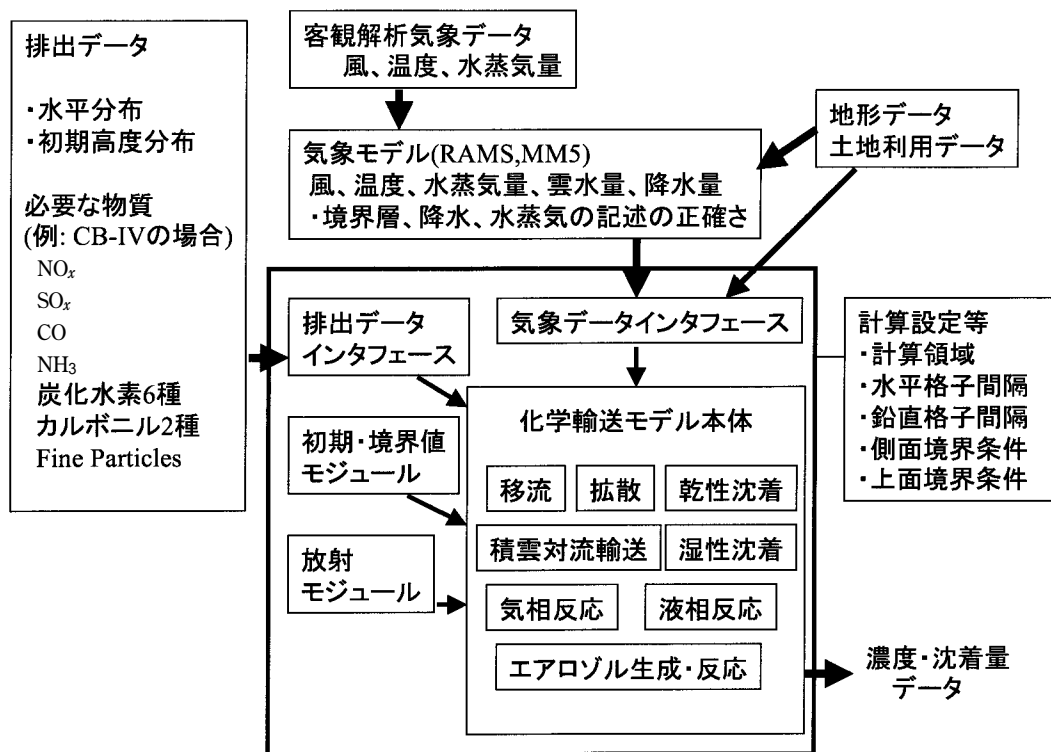 排出データ
・水平分布
・初期高度分布
必要な物質
(例: CB-IVの場合)
NOx
SOx
CO
NH3
炭化水素6種
カルボニル2種
Fine Particles
客観解析気象データ
風、温度、水蒸気量
気象モデル(RAMS,MM5)
風、温度、水蒸気量、雲水量、降水量
・境界層、降水、水蒸気の記述の正確さ
地形データ
土地利用データ
排出データ
インタフェース
気象データインタフェース
初期・境界値
モジュール
放射
モジュール
化学輸送モデル本体
移流
拡散
乾性沈着
積雲対流輸送
湿性沈着
気相反応
液相反応
エアロゾル生成・反応
計算設定等
・計算領域
・水平格子間隔
・鉛直格子間隔
・側面境界条件
・上面境界条件
濃度・沈着量
データ